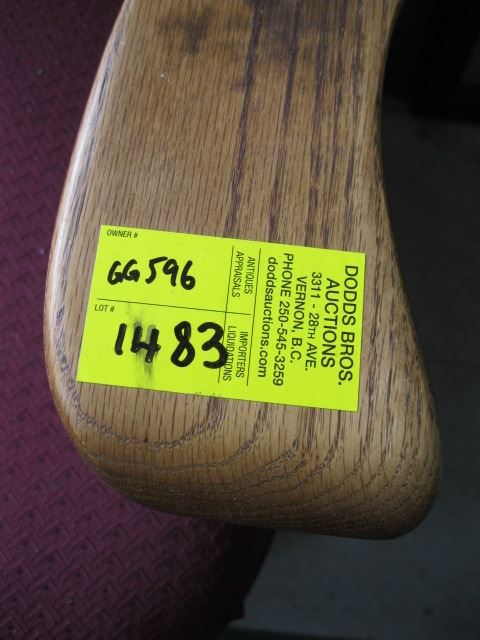 OWNER #
GG596
LOT #
1483
ANTIQUES
APPRAISALS
IMPORTERS
LIQUIDATIONS
DODDS BROS.
AUCTIONS
3311 - 28TH AVE.
VERNON, B.C.
PHONE 250-545-3259
doddsauctions.com